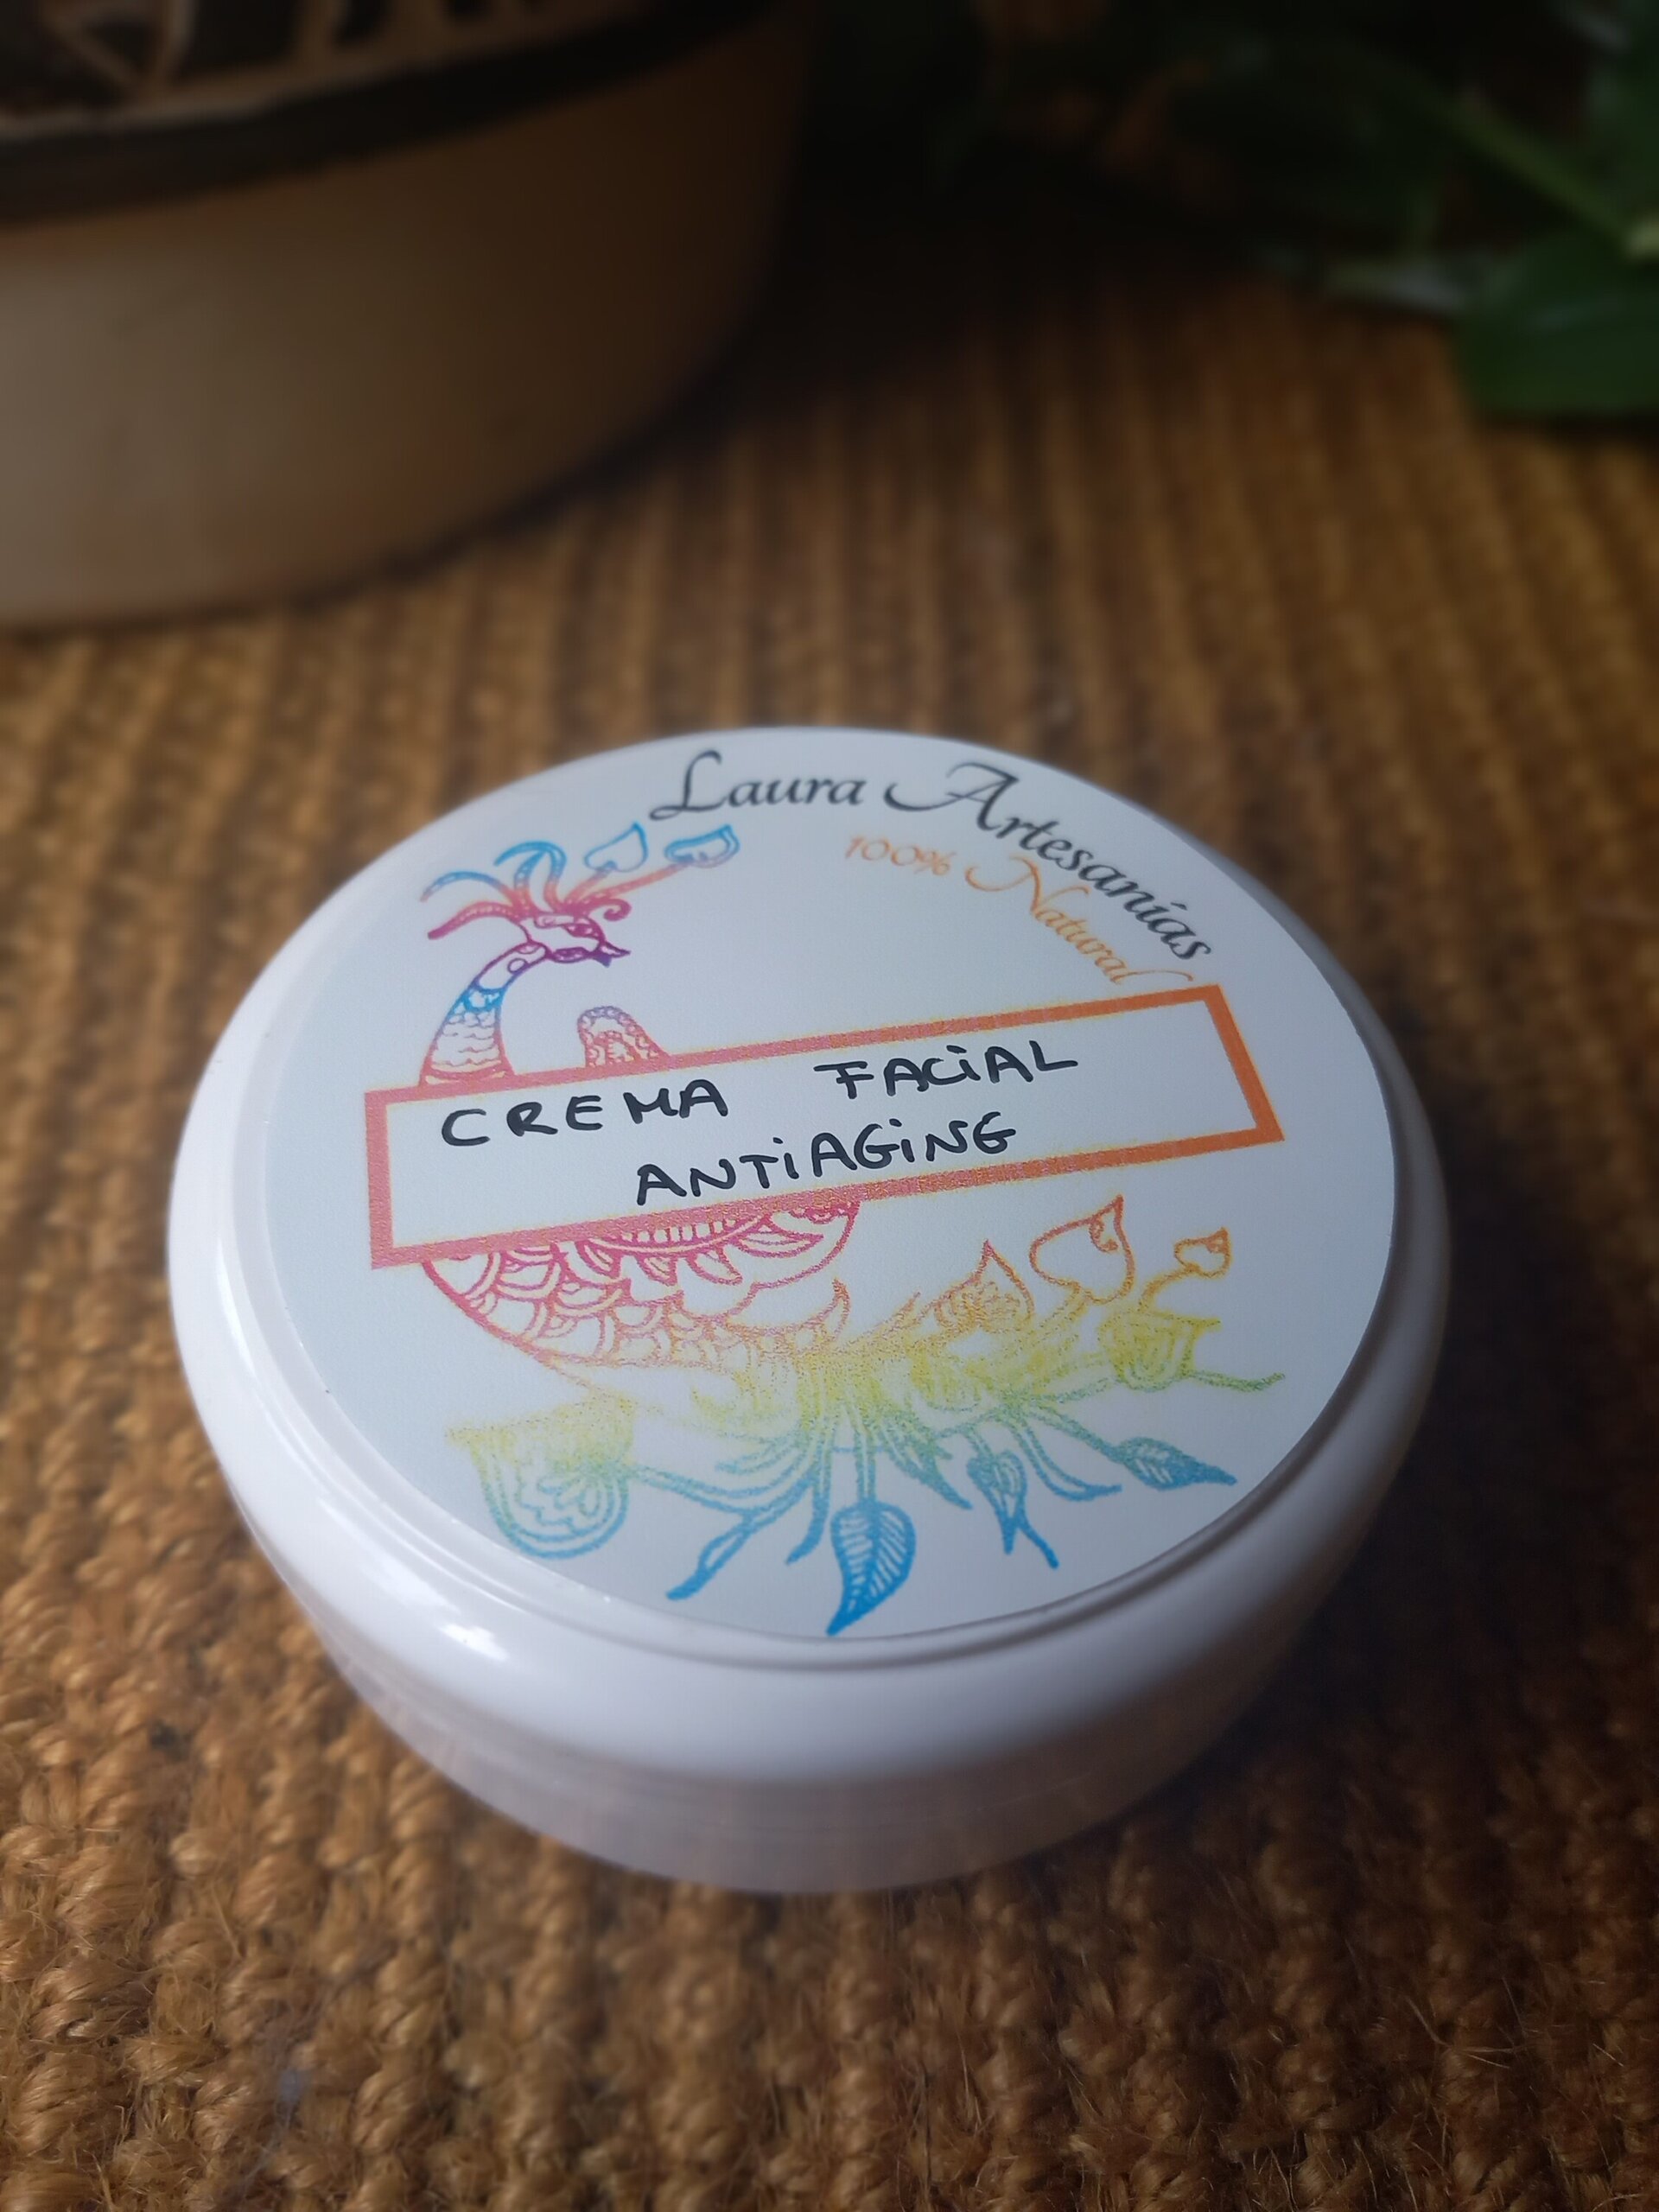 Laura Artesanías
100% Natural
CREMA FACiAL
ANTiAGiNG